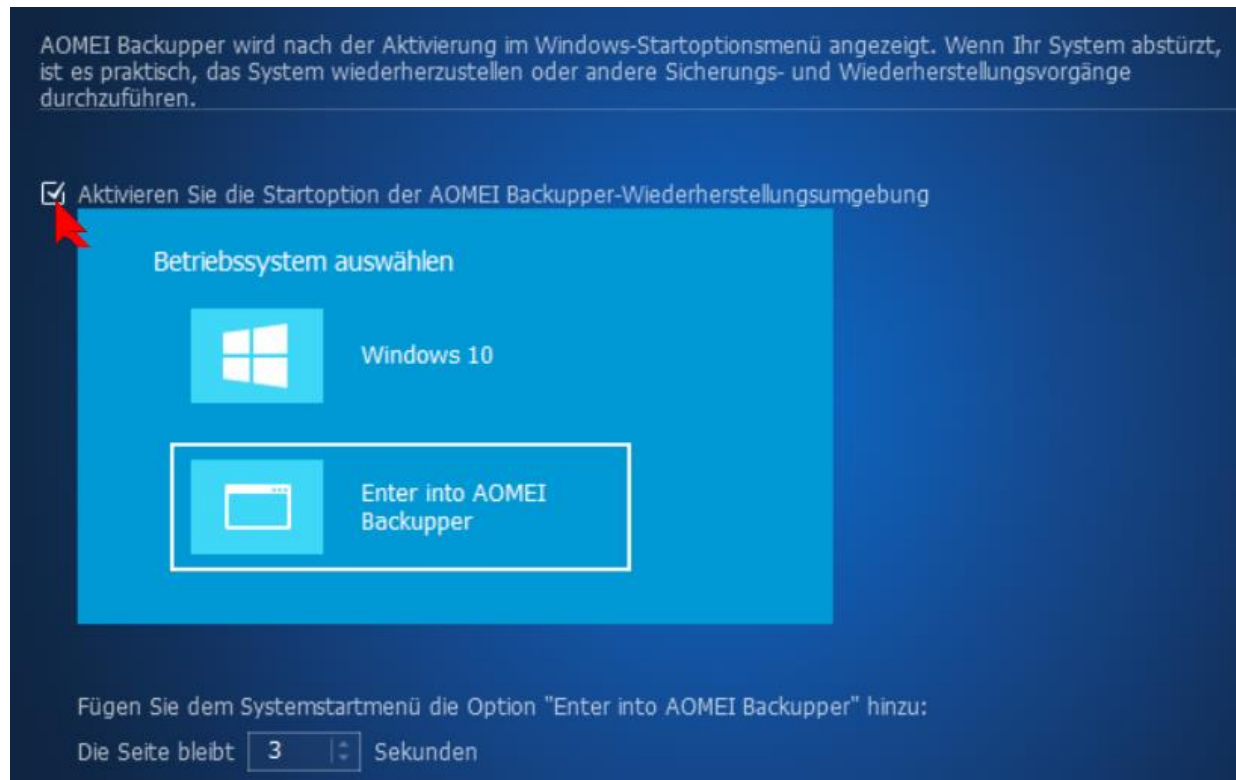 AOMEI Backupper wird nach der Aktivierung im Windows-Startoptionsmenü angezeigt. Wenn Ihr System abstürzt,
ist es praktisch, das System wiederherzustellen oder andere Sicherungs- und Wiederherstellungsvorgänge
durchzuführen.
Aktivieren Sie die Startoption der AOMEI Backupper-Wiederherstellungsumgebung
Betriebssystem auswählen
Windows 10
Enter into AOMEI
Backupper
Fügen Sie dem Systemstartmenü die Option "Enter into AOMEI Backupper" hinzu:
Die Seite bleibt 3 Sekunden